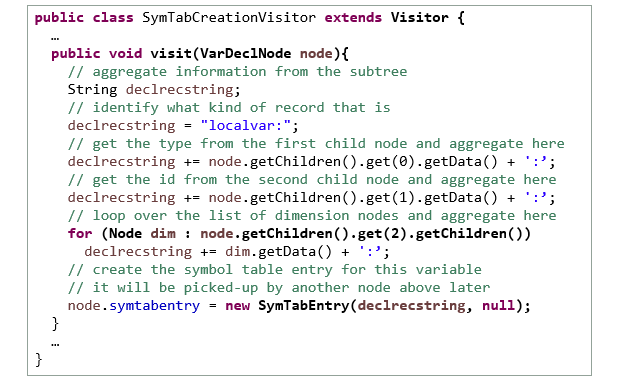 public class SymTabCreationVisitor extends Visitor {
…
public void visit(VarDeclNode node){
// aggregate information from the subtree
String declrecstring;
// identify what kind of record that is
declrecstring = "localvar:";
// get the type from the first child node and aggregate here
declrecstring += node.getChildren().get(0).getData() + ':’;
// get the id from the second child node and aggregate here
declrecstring += node.getChildren().get(1).getData() + ':’;
// loop over the list of dimension nodes and aggregate here
for (Node dim : node.getChildren().get(2).getChildren())
declrecstring += dim.getData() + ':’;
// create the symbol table entry for this variable
// it will be picked-up by another node above later
node.symtabentry = new SymTabEntry(declrecstring, null);
}
…
}